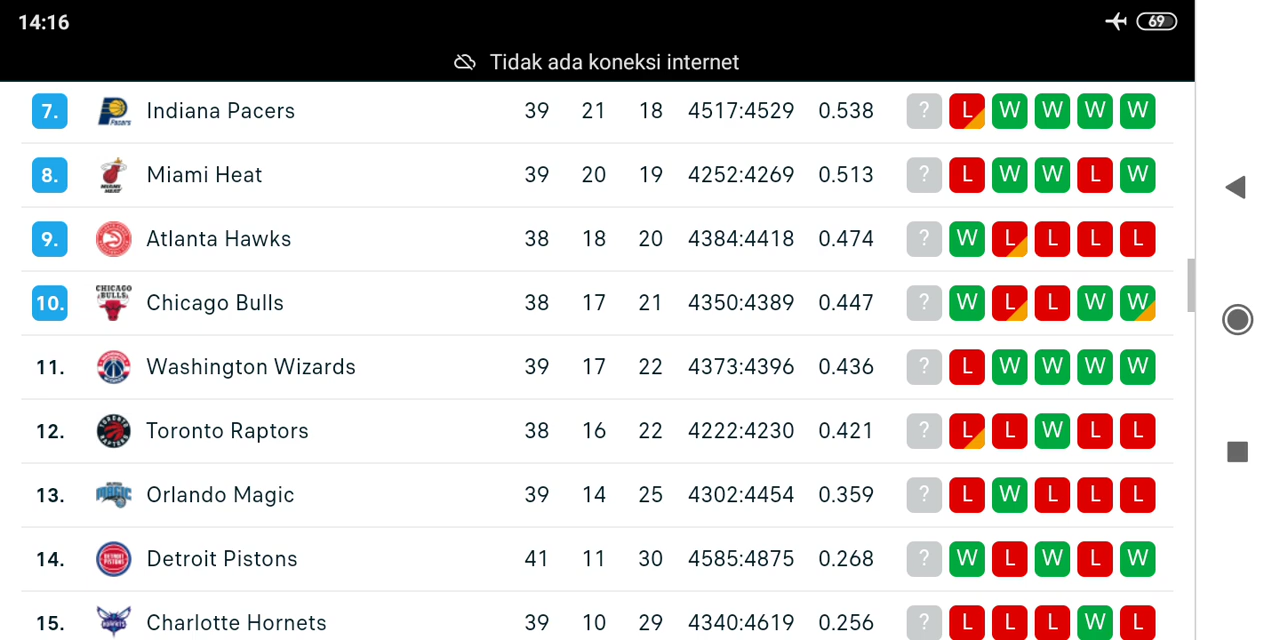 14:16 69
Tidak ada koneksi internet
7. Indiana Pacers 39 21 18 4517:4529 0.538 ? L W W W W
8. Miami Heat 39 20 19 4252:4269 0.513 ? L W W L W
9. Atlanta Hawks 38 18 20 4384:4418 0.474 ? W L L L L
10. Chicago Bulls 38 17 21 4350:4389 0.447 ? W L L W W
11. Washington Wizards 39 17 22 4373:4396 0.436 ? L W W W W
12. Toronto Raptors 38 16 22 4222:4230 0.421 ? L L W L L
13. Orlando Magic 39 14 25 4302:4454 0.359 ? L W L L L
14. Detroit Pistons 41 11 30 4585:4875 0.268 ? W L W L W
15. Charlotte Hornets 39 10 29 4340:4619 0.256 ? L L L W L